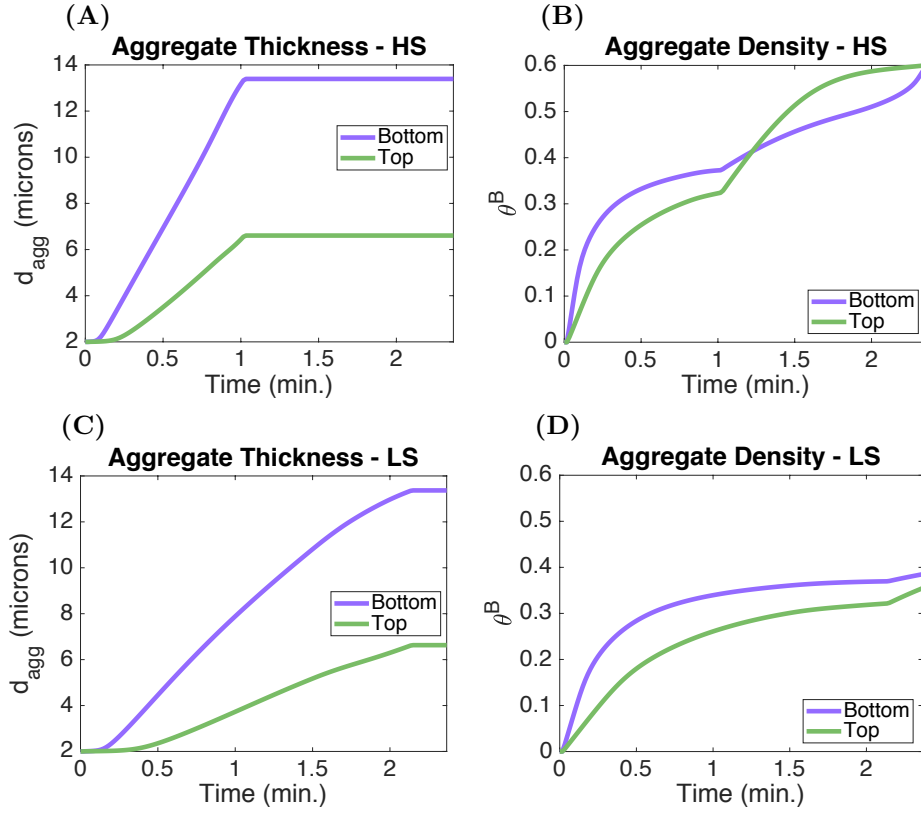 (A)
Aggregate Thickness - HS
14
12
10
8
6
4
2
d_agg (microns)
Bottom
Top
0
0.5
1
1.5
2
Time (min.)
(B)
Aggregate Density - HS
0.6
0.5
0.4
0.3
0.2
0.1
0
θ^B
Bottom
Top
0
0.5
1
1.5
2
Time (min.)
(C)
Aggregate Thickness - LS
14
12
10
8
6
4
2
d_agg (microns)
Bottom
Top
0
0.5
1
1.5
2
Time (min.)
(D)
Aggregate Density - LS
0.6
0.5
0.4
0.3
0.2
0.1
0
θ^B
Bottom
Top
0
0.5
1
1.5
2
Time (min.)